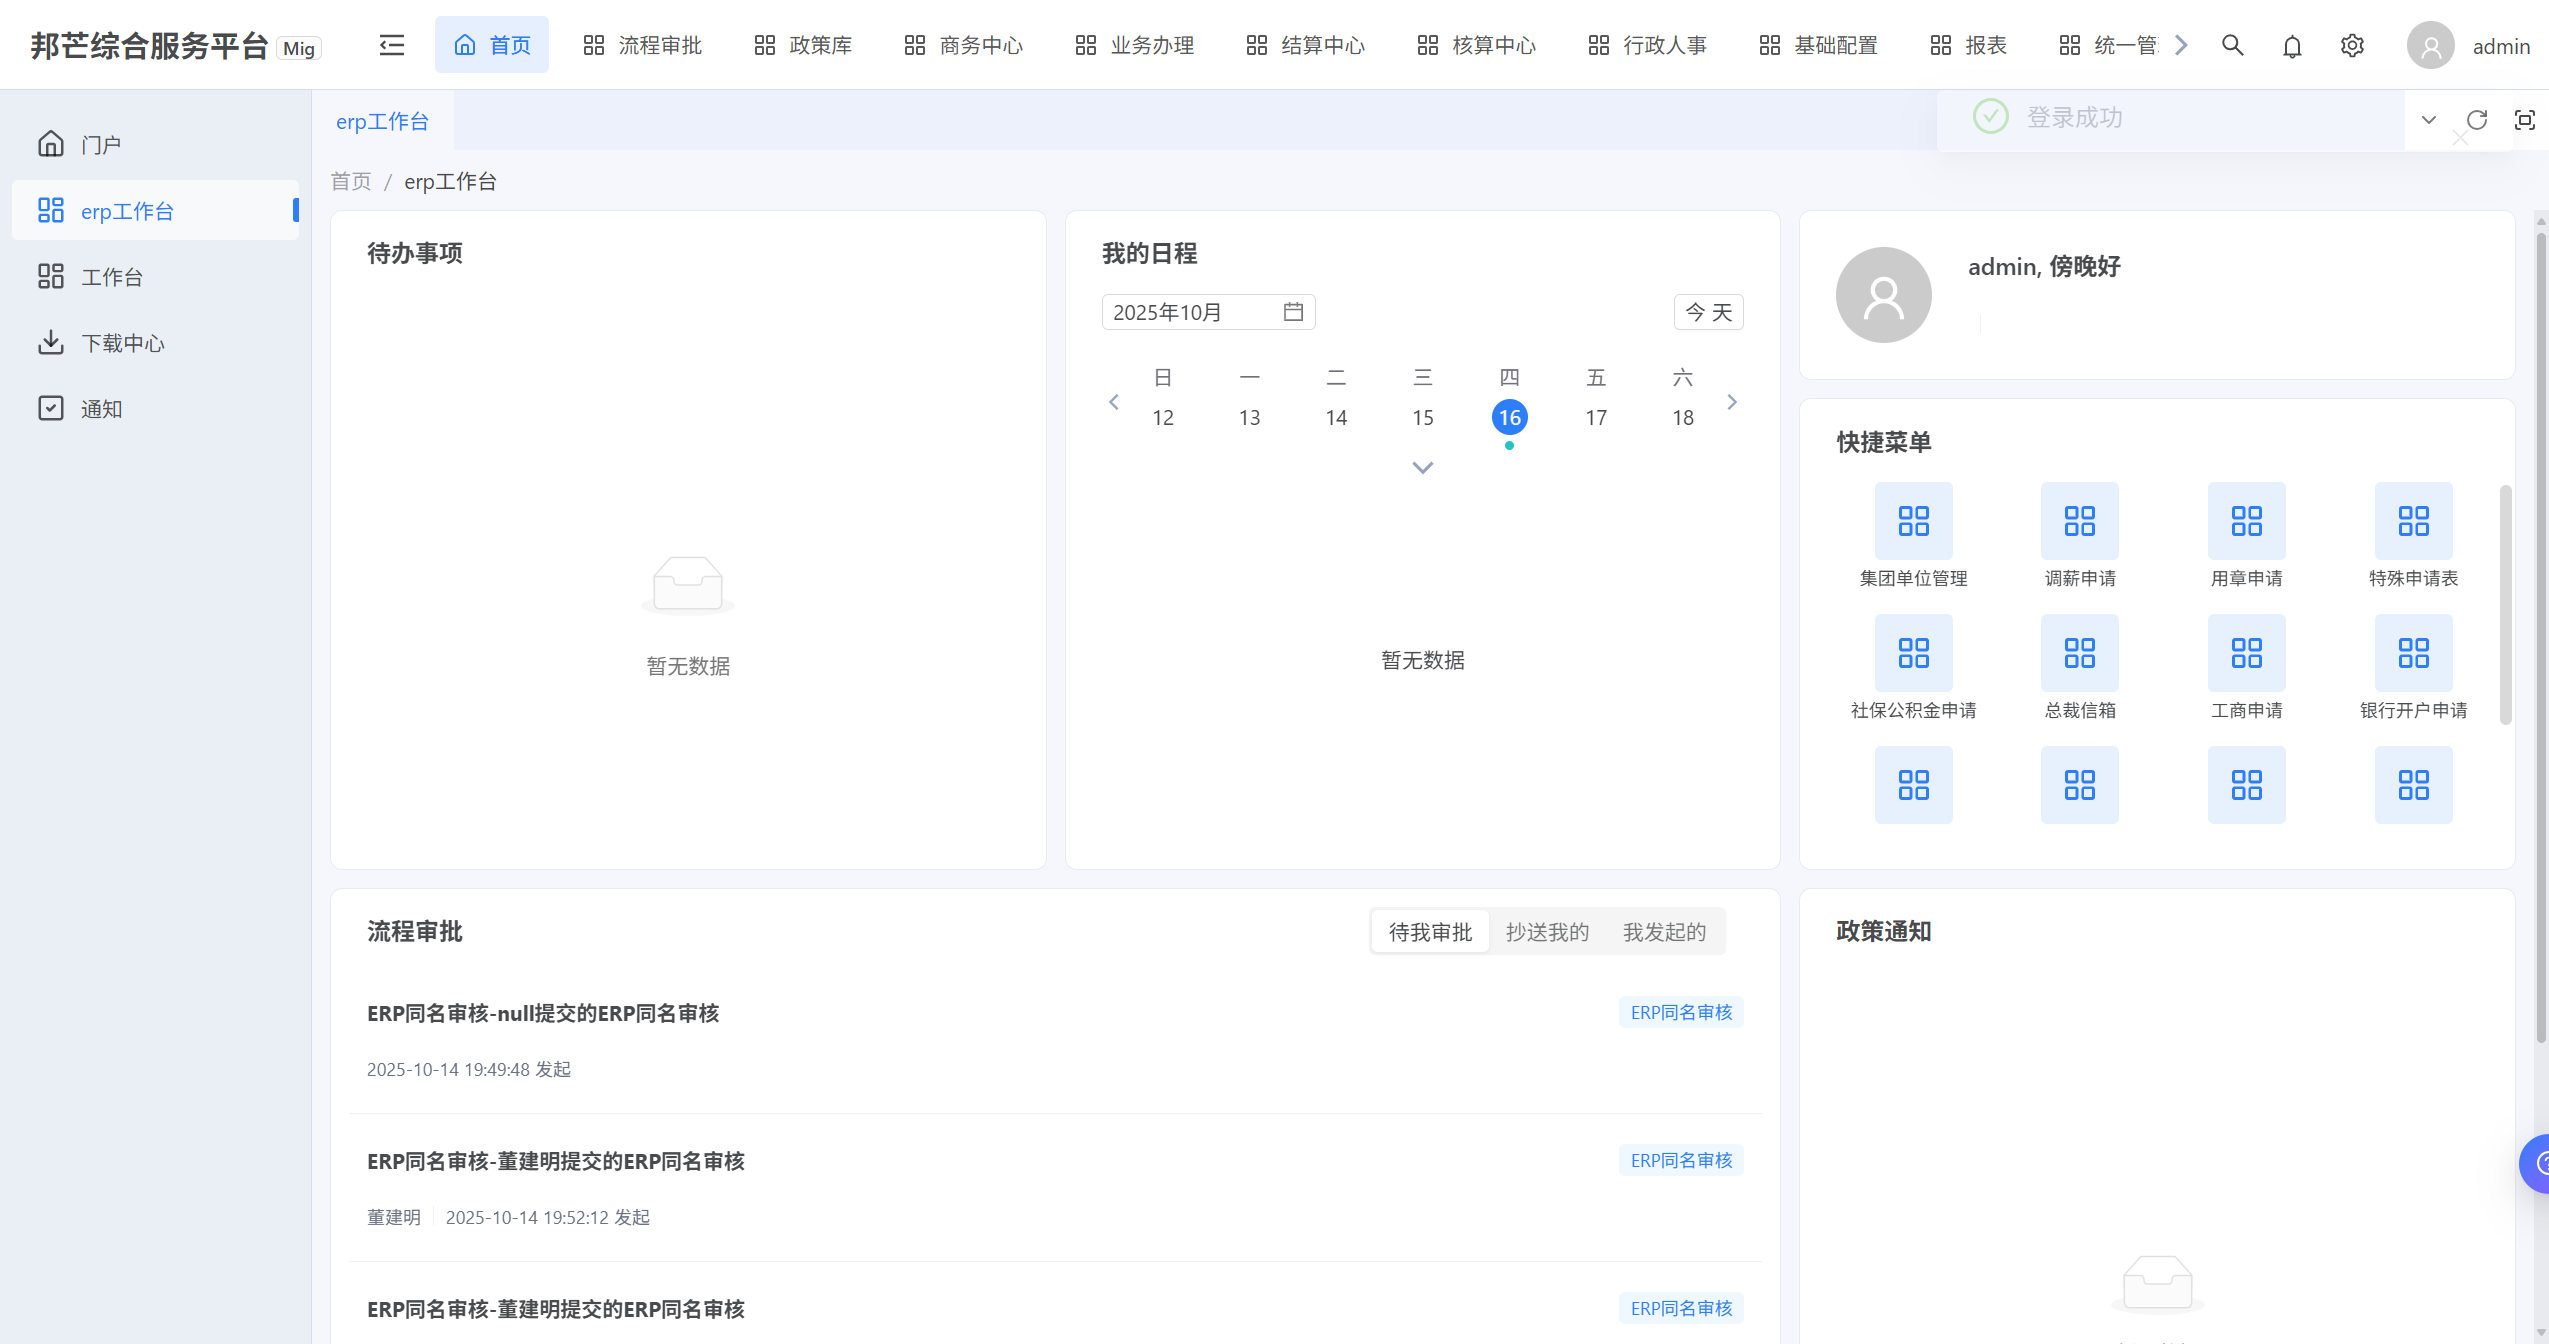 邦芒综合服务平台 Mig
首页 流程审批 政策库 商务中心 业务办理 结算中心 核算中心 行政人事 基础配置 报表 统一管 admin
门户
erp工作台
工作台
下载中心
通知
erp工作台
登录成功
首页 / erp工作台
待办事项
暂无数据
我的日程
2025年10月 今 天
日 一 二 三 四 五 六
12 13 14 15 16 17 18
暂无数据
admin, 傍晚好
快捷菜单
集团单位管理 调薪申请 用章申请 特殊申请表
社保公积金申请 总裁信箱 工商申请 银行开户申请
流程审批
待我审批 抄送我的 我发起的
ERP同名审核-null提交的ERP同名审核 ERP同名审核
2025-10-14 19:49:48 发起
ERP同名审核-董建明提交的ERP同名审核 ERP同名审核
董建明 2025-10-14 19:52:12 发起
ERP同名审核-董建明提交的ERP同名审核 ERP同名审核
政策通知